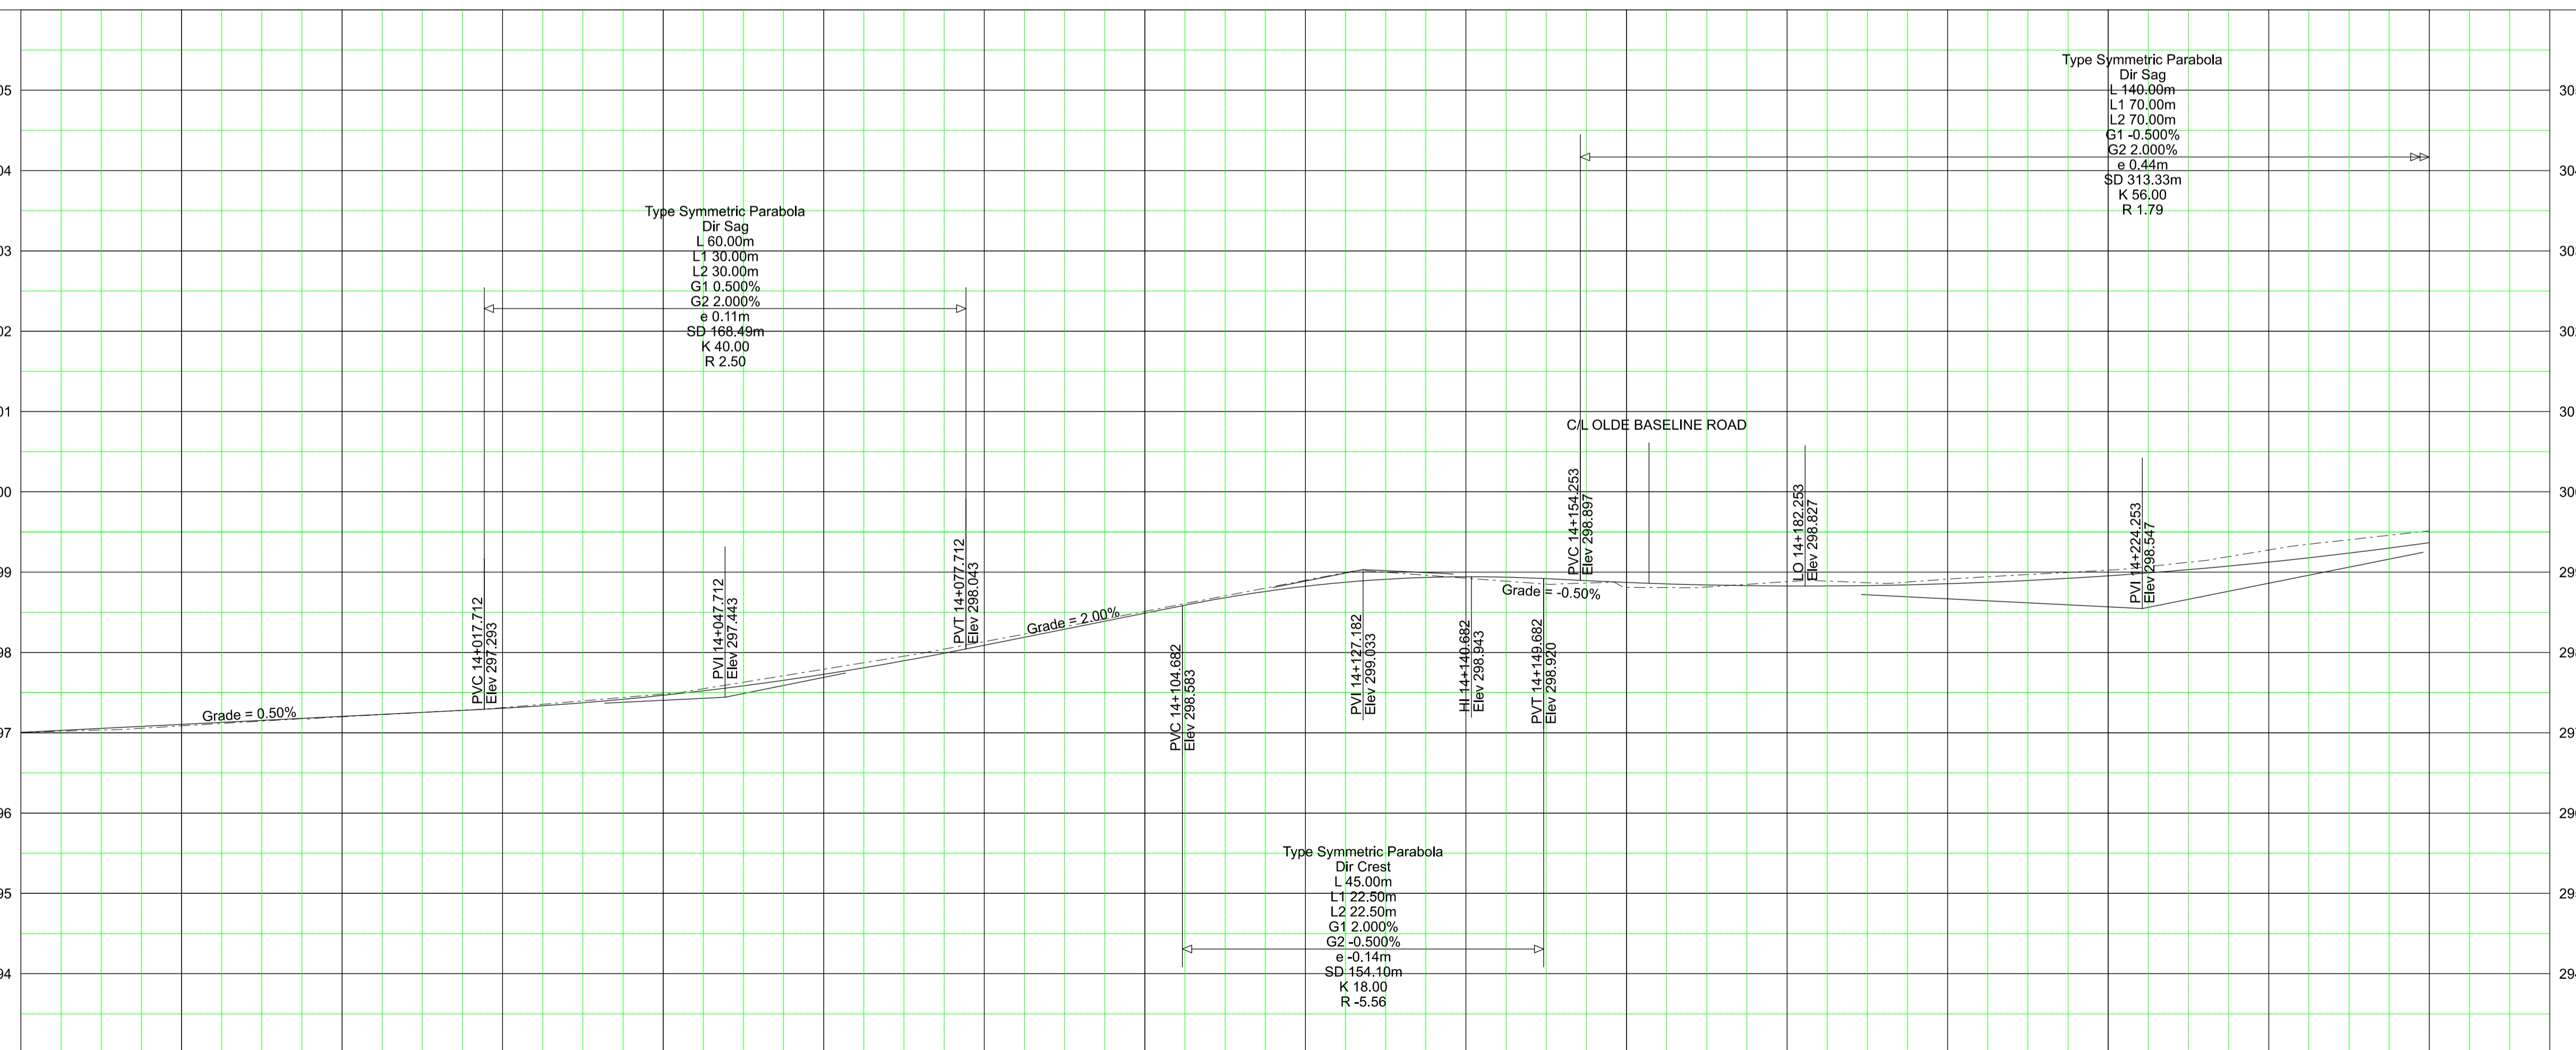 Type Symmetric Parabola
Dir Sag
L 140.00m
L1 70.00m
L2 70.00m
G1 -0.500%
G2 2.000%
e 0.44m
SD 313.33m
K 56.00
R 1.79
Type Symmetric Parabola
Dir Sag
L 60.00m
L1 30.00m
L2 30.00m
G1 0.500%
G2 2.000%
e 0.11m
SD 168.49m
K 40.00
R 2.50
C/L OLDE BASELINE ROAD
Grade = 0.50%
PVC 14+017.712
Elev 297.293
PVI 14+047.712
Elev 297.443
PVT 14+077.712
Elev 298.043
Grade = 2.00%
PVC 14+104.682
Elev 298.583
PVI 14+127.182
Elev 299.033
HI 14+140.682
Elev 298.943
PVT 14+149.682
Elev 298.920
Grade = -0.50%
PVC 14+154.253
Elev 298.897
LO 14+182.253
Elev 298.827
PVI 14+224.253
Elev 298.547
Type Symmetric Parabola
Dir Crest
L 45.00m
L1 22.50m
L2 22.50m
G1 2.000%
G2 -0.500%
e -0.14m
SD 154.10m
K 18.00
R -5.56